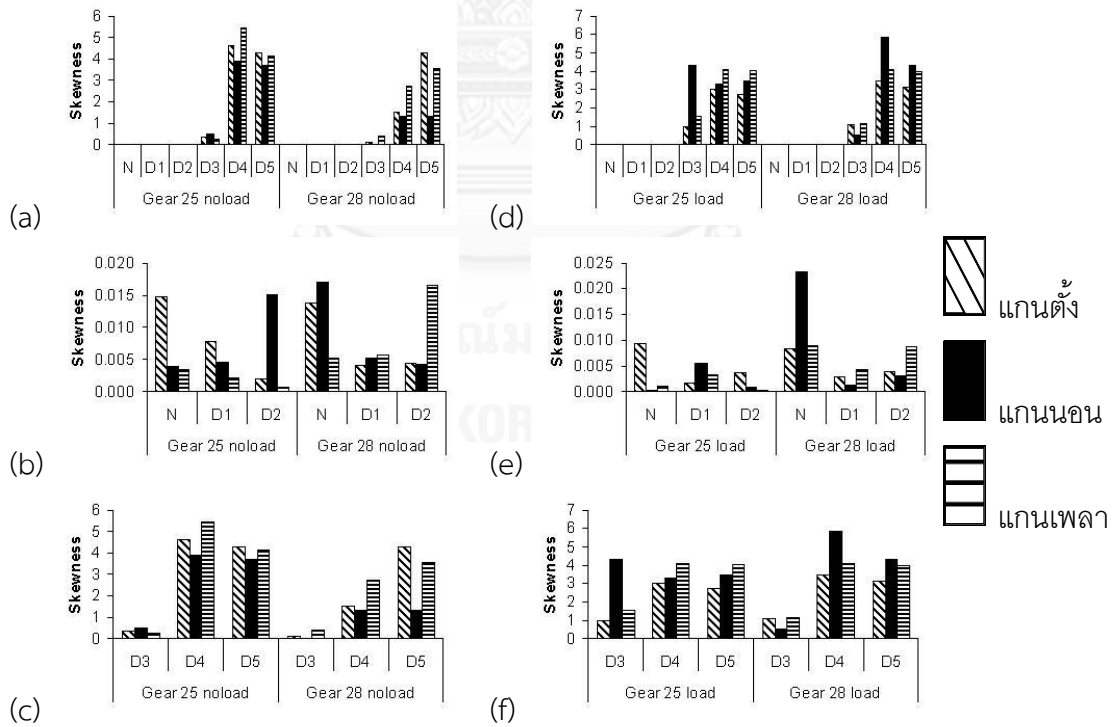 6
5
4
3
2
1
0
Skewness
N D1 D2 D3 D4 D5 N D1 D2 D3 D4 D5
Gear 25 noload Gear 28 noload
(a)
7
6
5
4
3
2
1
0
Skewness
N D1 D2 D3 D4 D5 N D1 D2 D3 D4 D5
Gear 25 load Gear 28 load
(d)
0.020
0.015
0.010
0.005
0.000
Skewness
N D1 D2 N D1 D2
Gear 25 noload Gear 28 noload
(b)
0.025
0.020
0.015
0.010
0.005
0.000
Skewness
N D1 D2 N D1 D2
Gear 25 load Gear 28 load
(e)
6
5
4
3
2
1
0
Skewness
D3 D4 D5 D3 D4 D5
Gear 25 noload Gear 28 noload
(c)
7
6
5
4
3
2
1
0
Skewness
D3 D4 D5 D3 D4 D5
Gear 25 load Gear 28 load
(f)
แกนตั้ง
แกนนอน
แกนเพลา